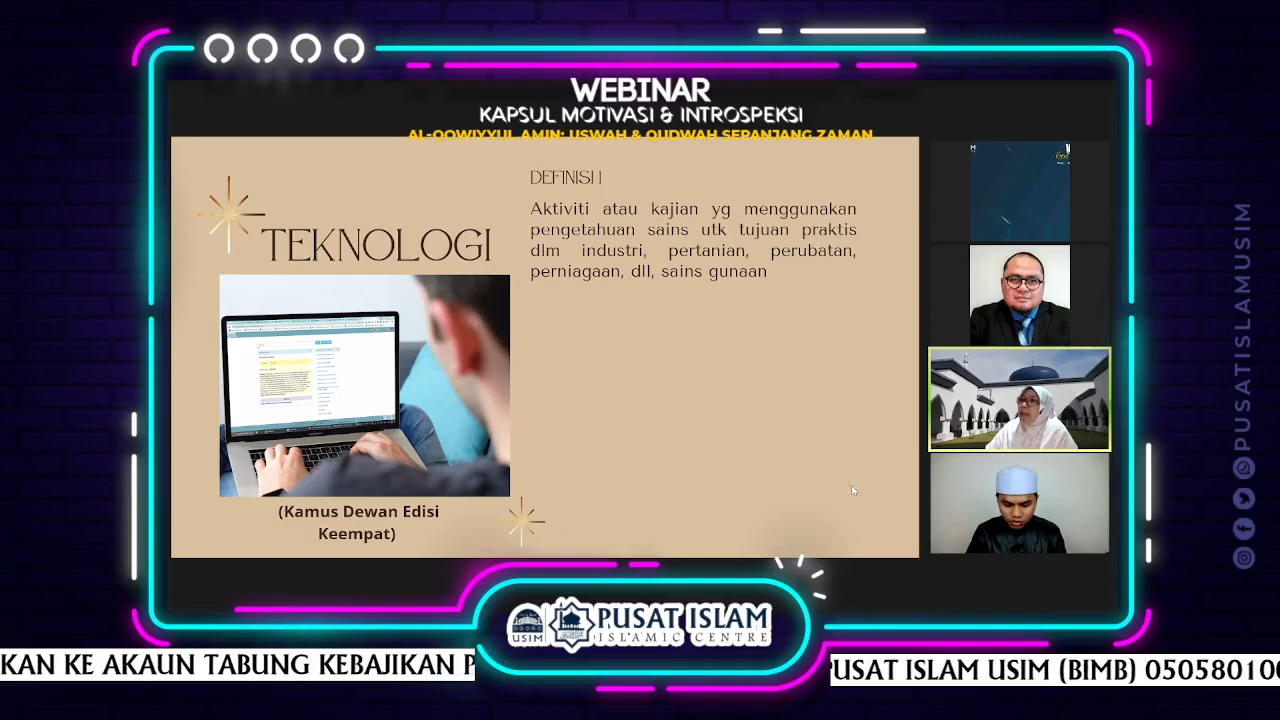 WEBINAR
KAPSUL MOTIVASI & INTROSPEKSI
AL-QOWIYYUL AMIN: USWAH & QUDWAH SEPANJANG ZAMAN
DEFINISI 1
Aktiviti atau kajian yg menggunakan
pengetahuan sains utk tujuan praktis
dlm industri, pertanian, perubatan,
perniagaan, dll, sains gunaan
TEKNOLOGI
(Kamus Dewan Edisi
Keempat)
@PUSATISLAMUSIM
USIM
PUSAT ISLAM
ISLAMIC CENTRE
KAN KE AKAUN TABUNG KEBAJIKAN P
PUSAT ISLAM USIM (BIMB) 050580100